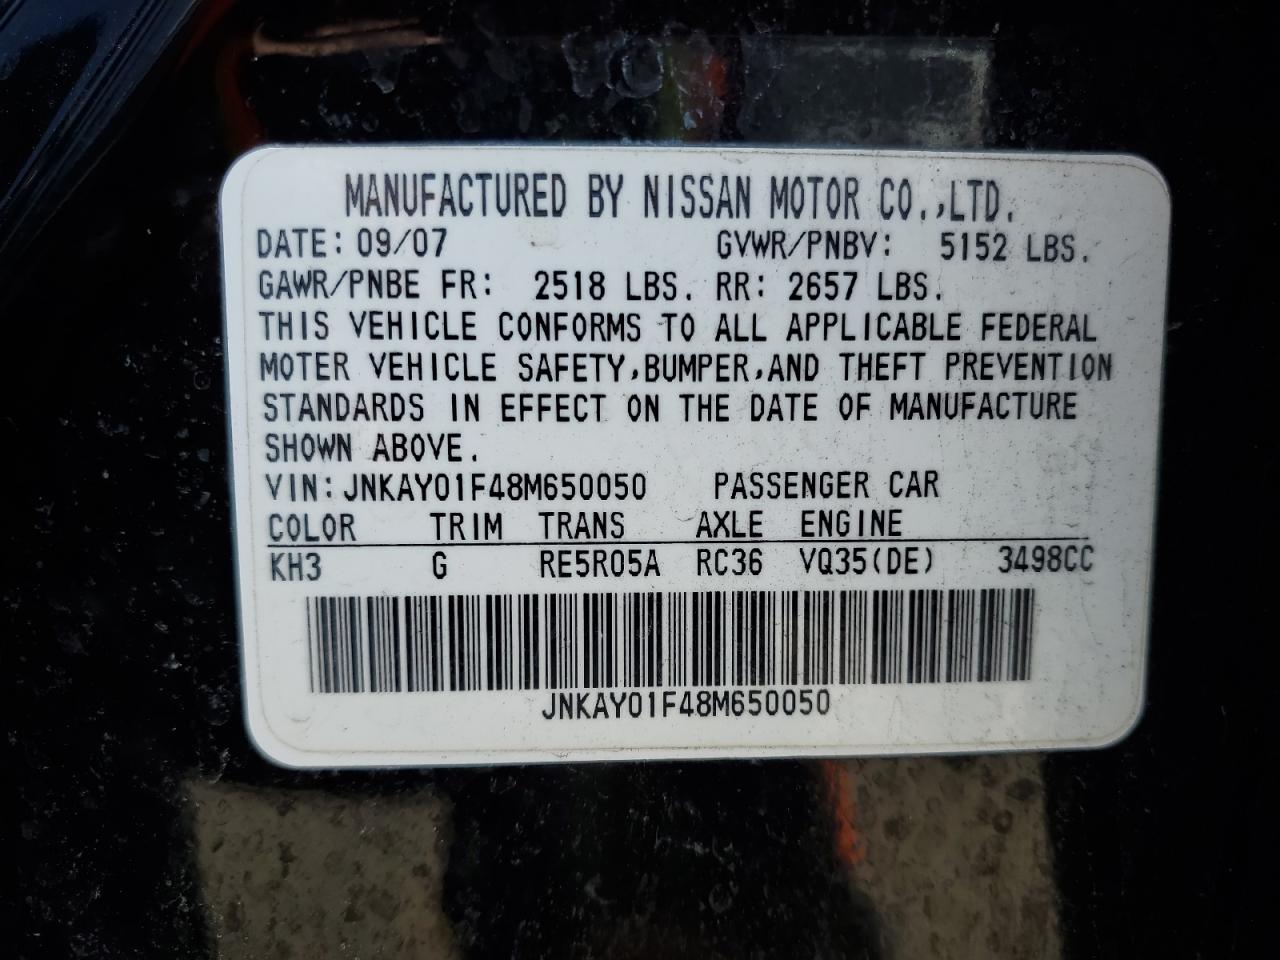 MANUFACTURED BY NISSAN MOTOR CO.,LTD.
DATE: 09/07 GVWR/PNBV: 5152 LBS.
GAWR/PNBE FR: 2518 LBS. RR: 2657 LBS.
THIS VEHICLE CONFORMS TO ALL APPLICABLE FEDERAL
MOTER VEHICLE SAFETY,BUMPER,AND THEFT PREVENTION
STANDARDS IN EFFECT ON THE DATE OF MANUFACTURE
SHOWN ABOVE.
VIN: JNKAY01F48M650050 PASSENGER CAR
COLOR TRIM TRANS AXLE ENGINE
KH3 G RE5R05A RC36 VQ35(DE) 3498CC
JNKAY01F48M650050